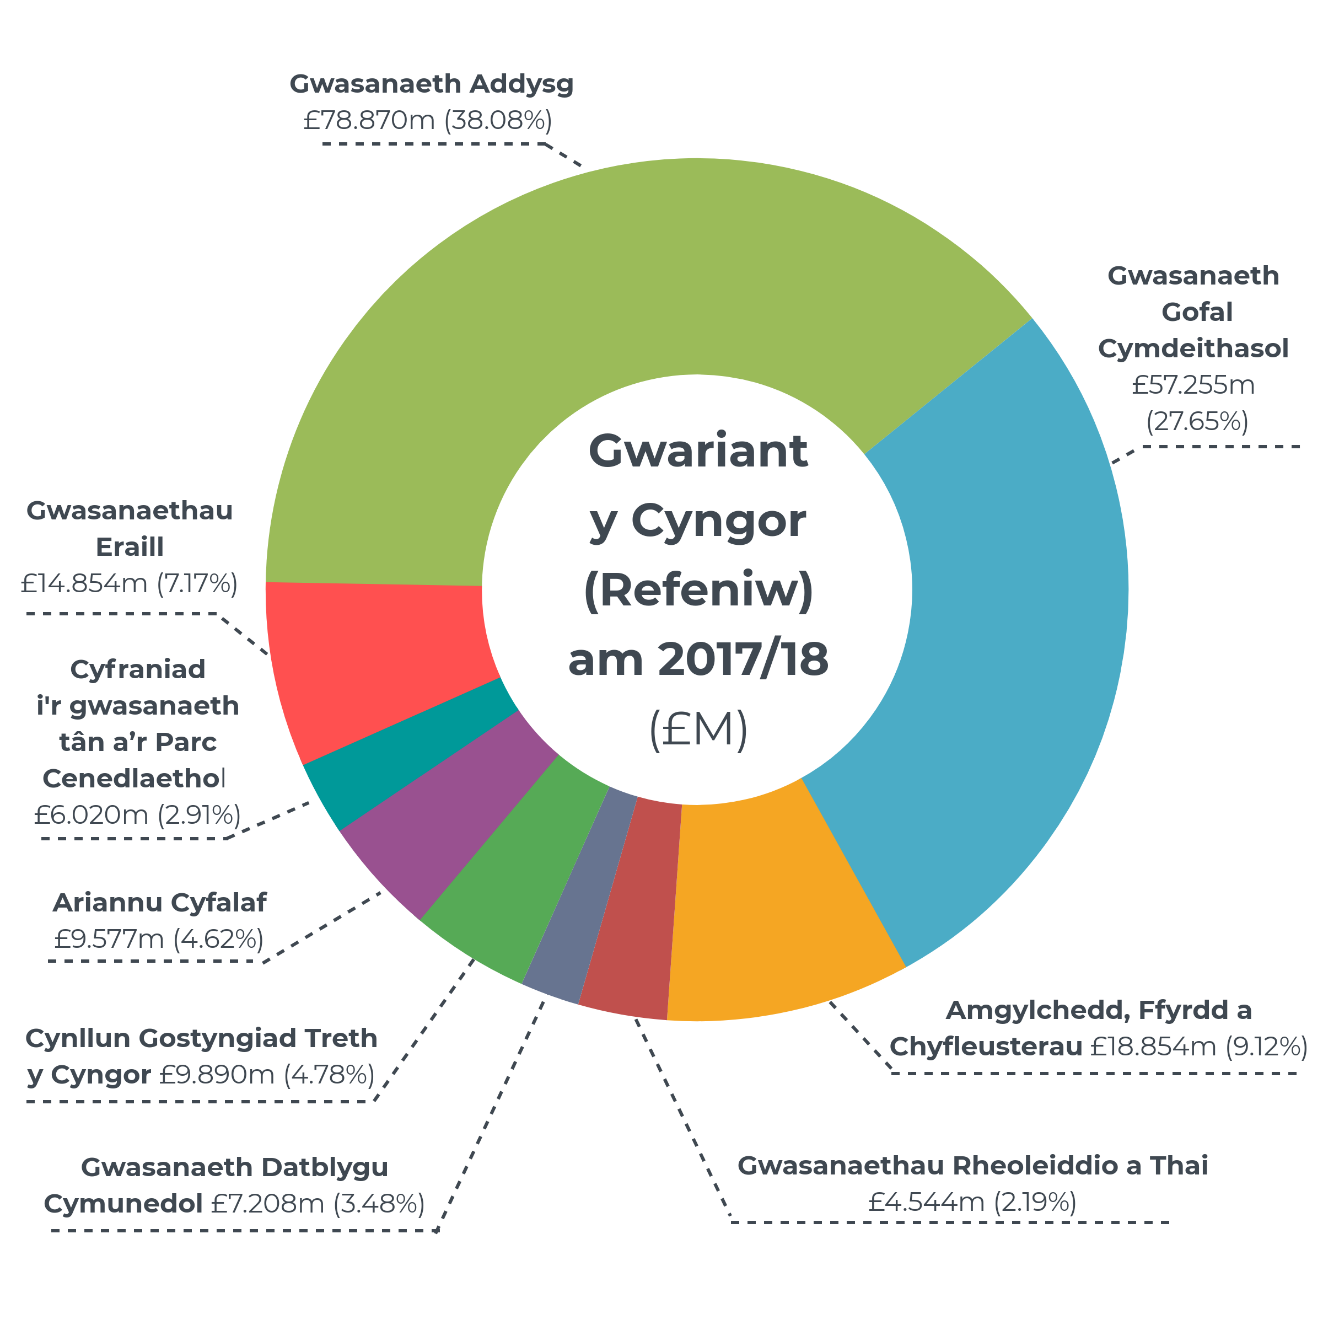 Gwasanaeth Addysg
£78.870m (38.08%)
Gwasanaeth
Gofal
Cymdeithasol
£57.255m
(27.65%)
Gwariant
y Cyngor
(Refeniw)
am 2017/18
(£M)
Gwasanaethau
Eraill
£14.854m (7.17%)
Cyfraniad
i'r gwasanaeth
tân a’r Parc
Cenedlaethol
£6.020m (2.91%)
Ariannu Cyfalaf
£9.577m (4.62%)
Cynllun Gostyngiad Treth
y Cyngor £9.890m (4.78%)
Gwasanaeth Datblygu
Cymunedol £7.208m (3.48%)
Amgylchedd, Ffyrdd a
Chyfleusterau £18.854m (9.12%)
Gwasanaethau Rheoleiddio a Thai
£4.544m (2.19%)